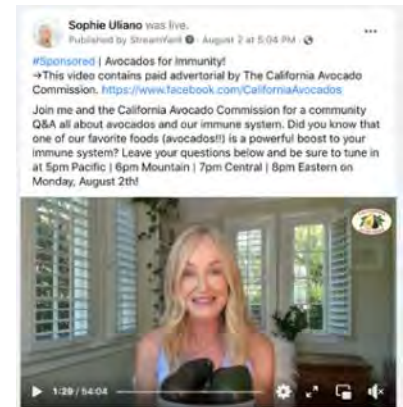 Sophie Uliano was live.
Published by StreamYard · August 2 at 5:04 PM ·
#Sponsored | Avocados for Immunity!
→This video contains paid advertorial by The California Avocado
Commission. https://www.facebook.com/CaliforniaAvocados
Join me and the California Avocado Commission for a community
Q&A all about avocados and our immune system. Did you know that
one of our favorite foods (avocados!!) is a powerful boost to your
immune system? Leave your questions below and be sure to tune in
at 5pm Pacific | 6pm Mountain | 7pm Central | 8pm Eastern on
Monday, August 2th!
1:29 / 54:04